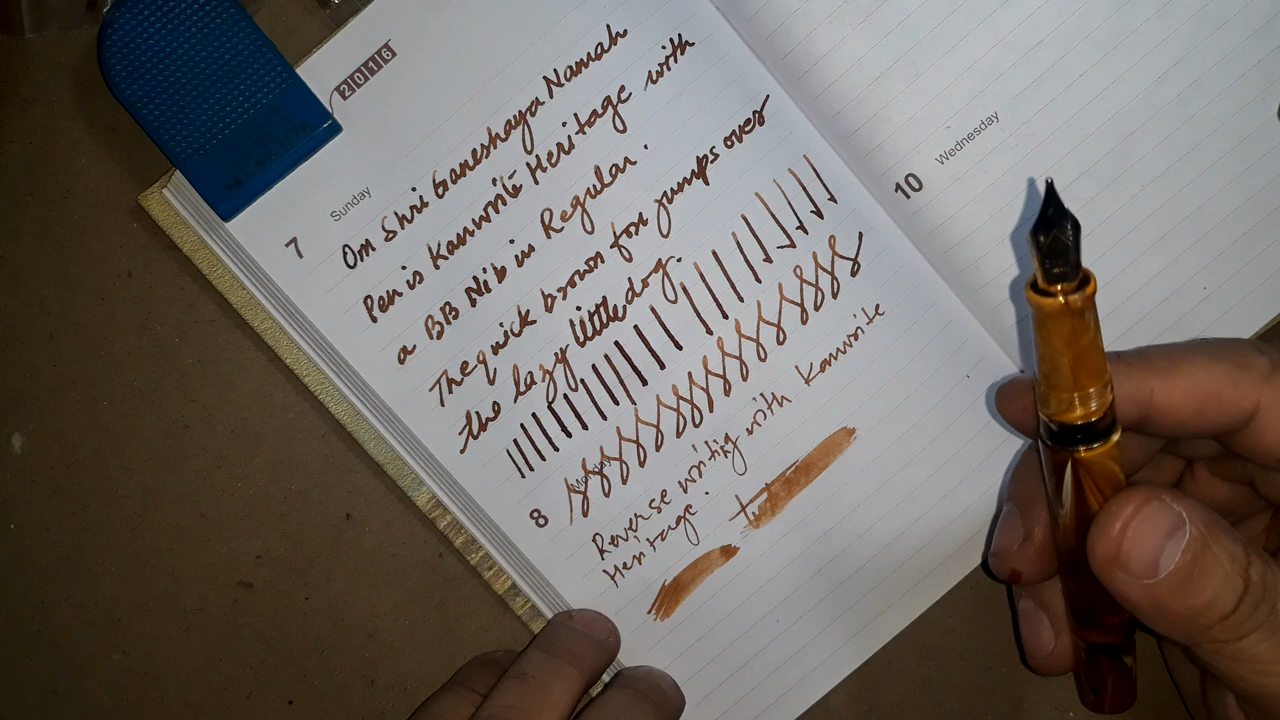 2016
7 Sunday
Om Shri Ganeshaya Namah
Pen is Kanwrite Heritage with
a BB Nib in Regular.
The quick brown fox jumps over
the lazy little dog.
8
Reverse writing with Kanwrite
Heritage.
10 Wednesday